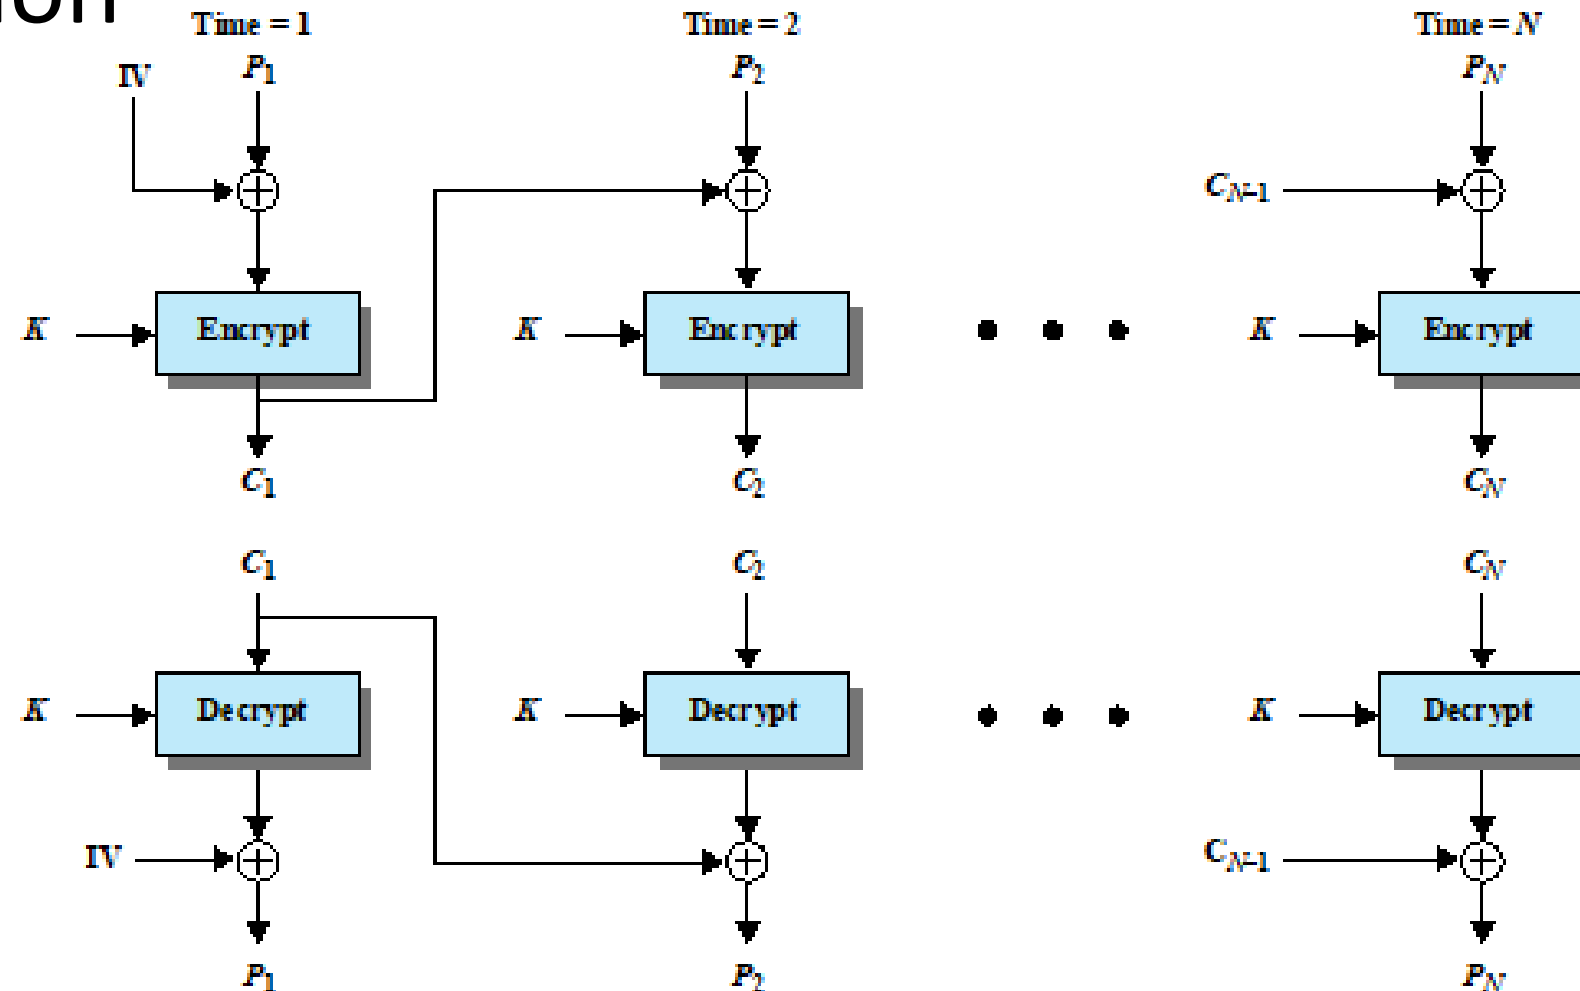 Time = 1 Time = 2 Time = N
IV P1 P2 PN
CN-1
K Encrypt K Encrypt K Encrypt
C1 C2 CN
C1 C2 CN
K Decrypt K Decrypt K Decrypt
IV CN-1
P1 P2 PN